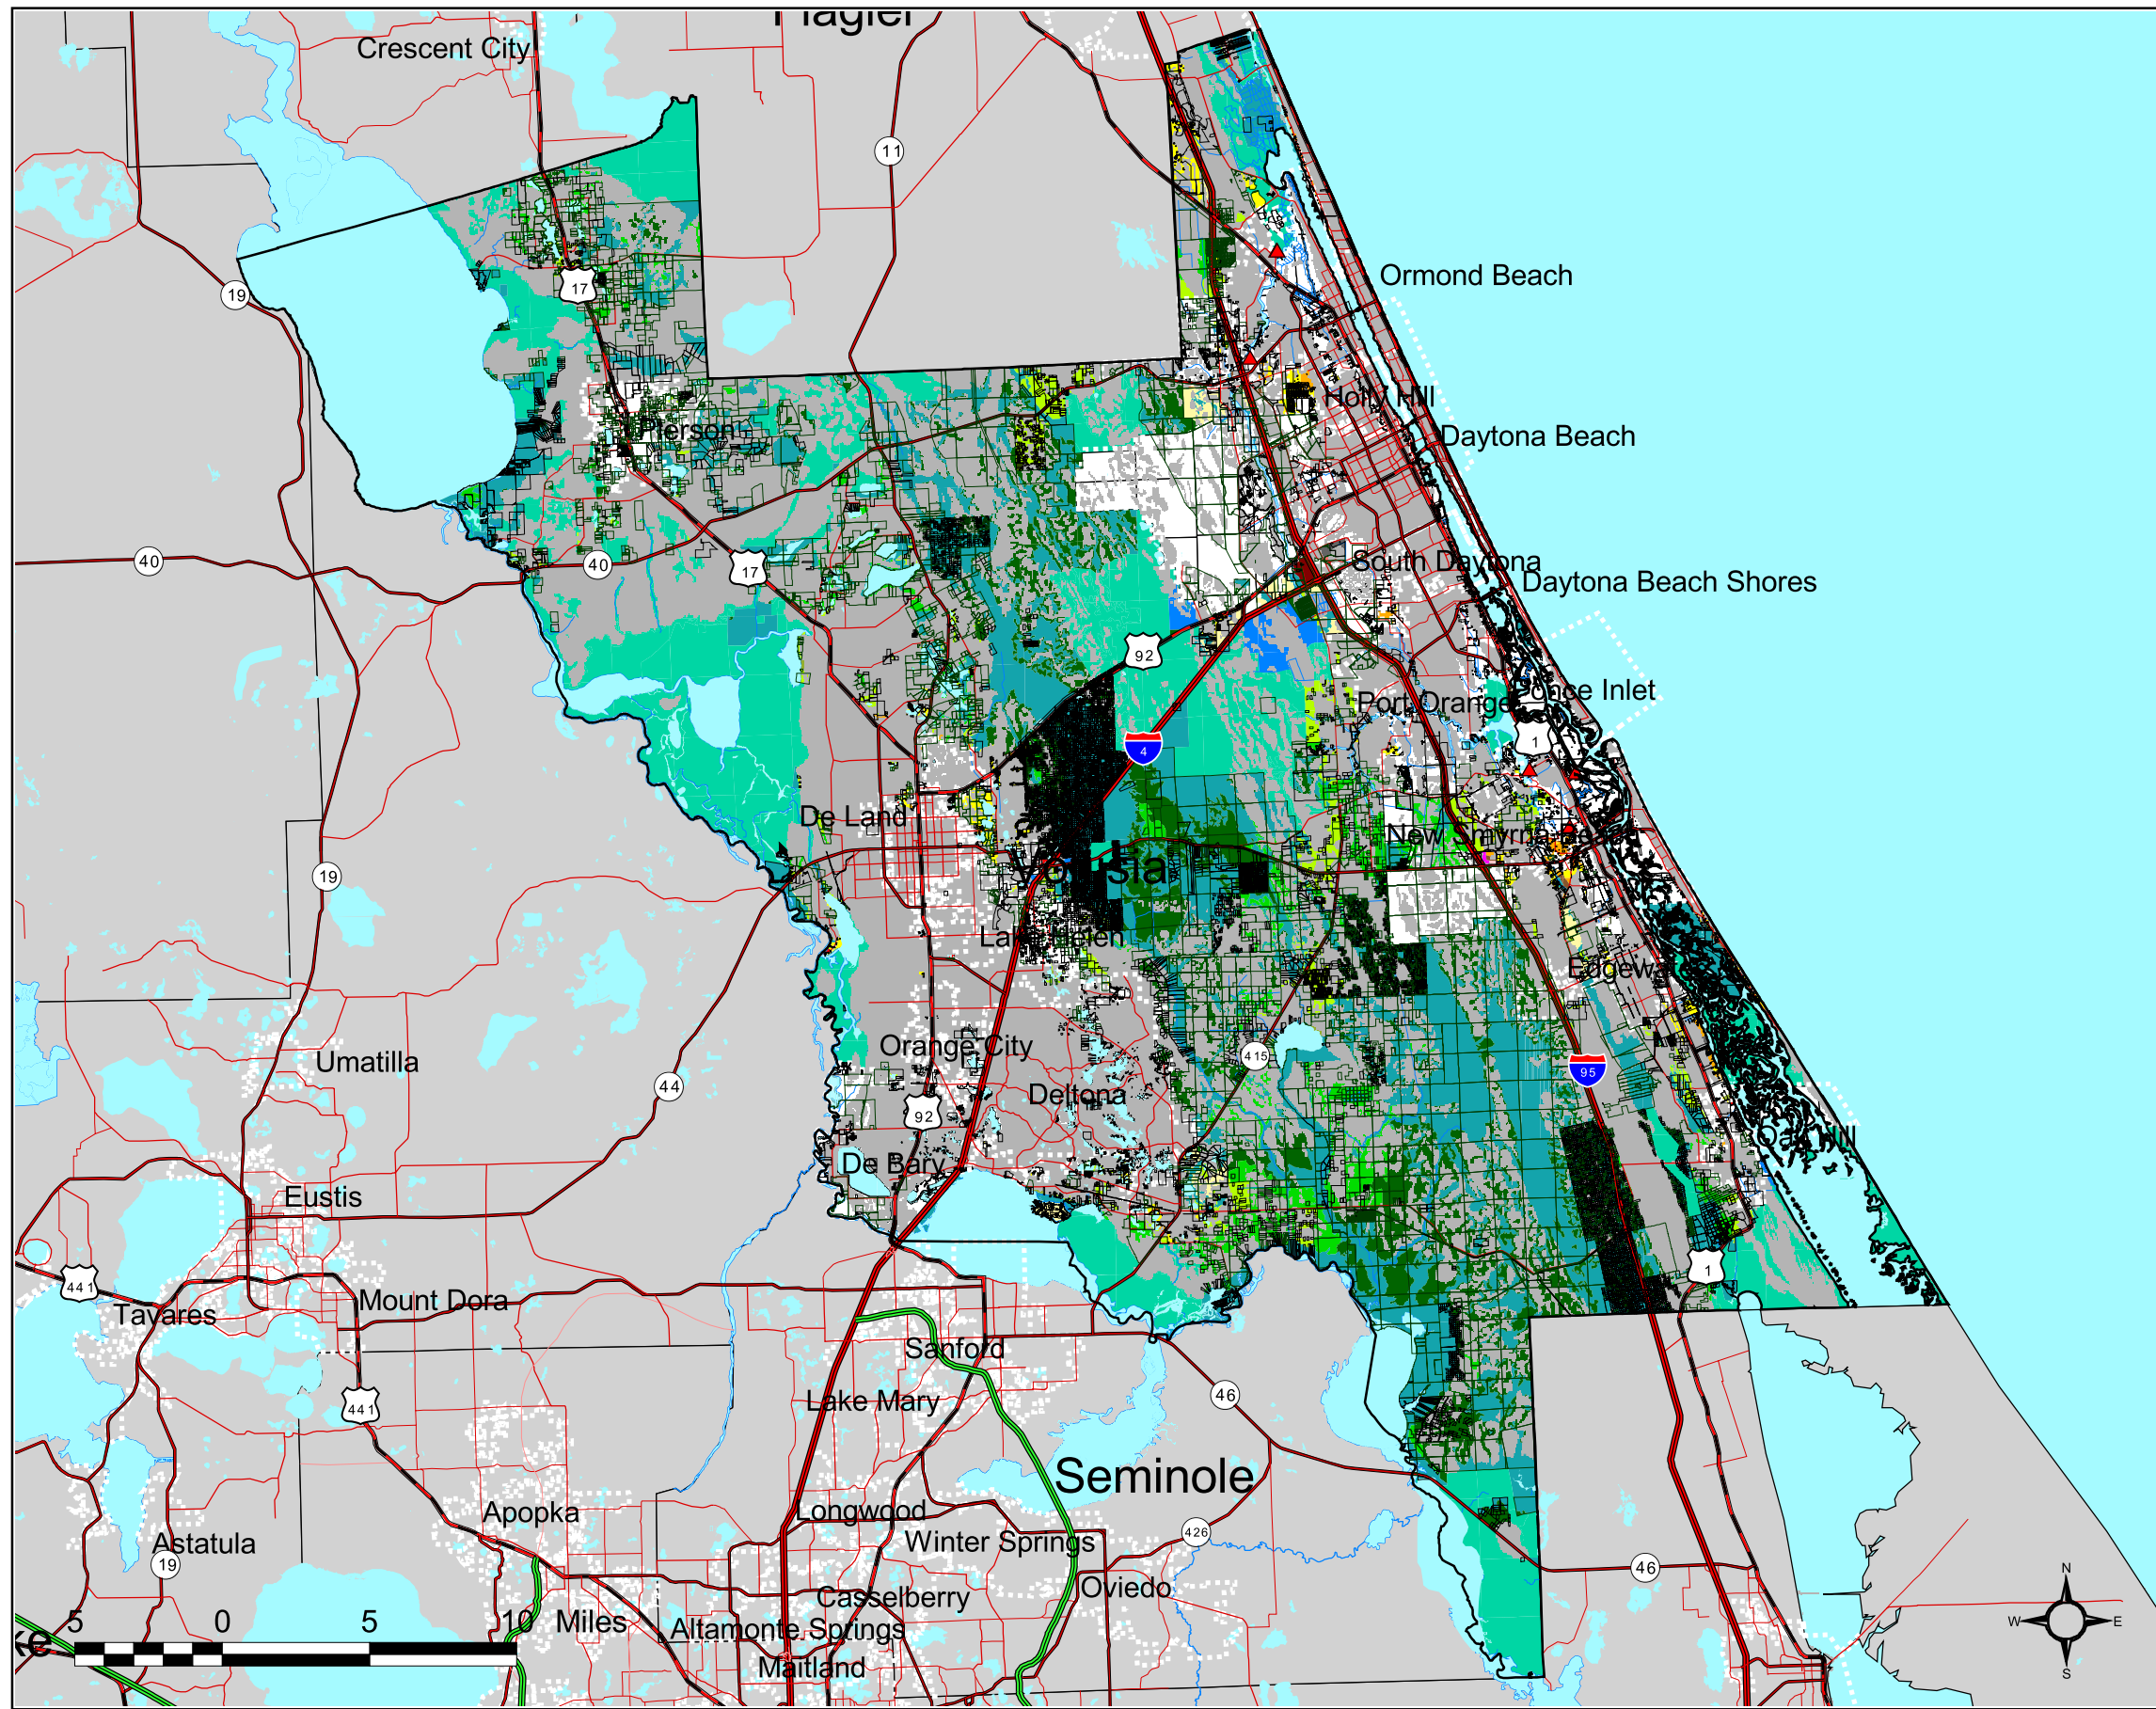 Flagler
Crescent City
11
Ormond Beach
17
19
Holly Hill
Pierson
Daytona Beach
40
40
17
South Daytona
Daytona Beach Shores
92
Ponce Inlet
Port Orange
1
4
De Land
New Smyrna Beach
Volusia
19
Lake Helen
Edgewater
Orange City
415
Umatilla
95
44
Deltona
92
Oak Hill
De Bary
Eustis
441
1
Mount Dora
Tavares
Sanford
46
Lake Mary
441
Seminole
Longwood
Apopka
426
Winter Springs
Astatula
19
46
N
Oviedo
Casselberry
5 0 5 10 Miles
W E
Altamonte Springs
ke
Maitland
S